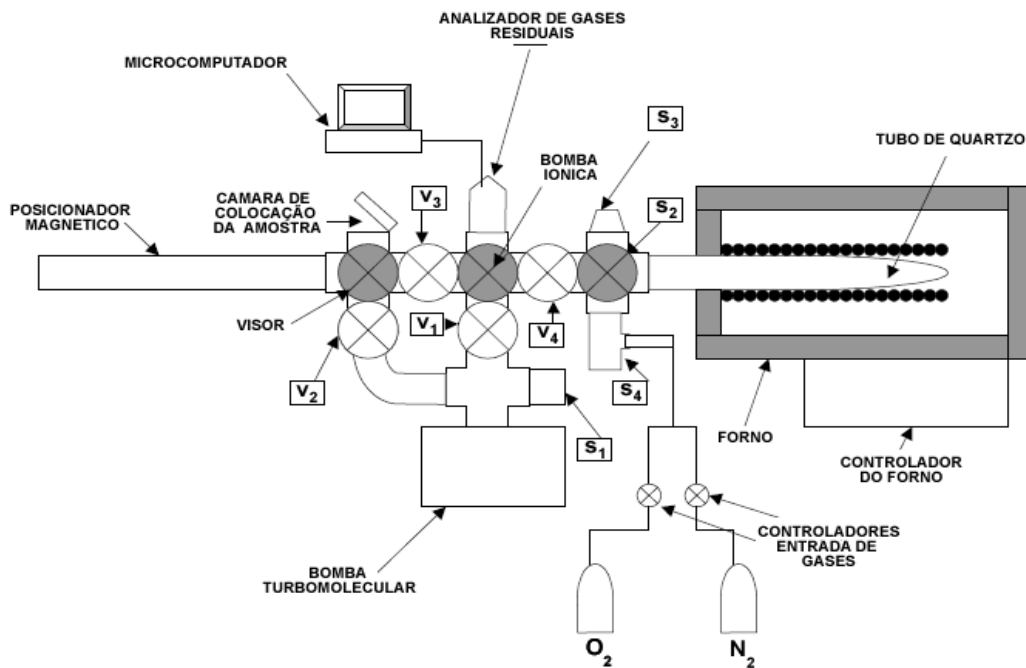 ANALIZADOR DE GASES
RESIDUAIS
MICROCOMPUTADOR
S3
TUBO DE QUARTZO
BOMBA
IONICA
V3
S2
CAMARA DE
COLOCAÇÃO
DA AMOSTRA
POSICIONADOR
MAGNETICO
VISOR
V1
V4
V2
S4
S1
FORNO
CONTROLADOR
DO FORNO
CONTROLADORES
ENTRADA DE
GASES
BOMBA
TURBOMOLECULAR
O2
N2